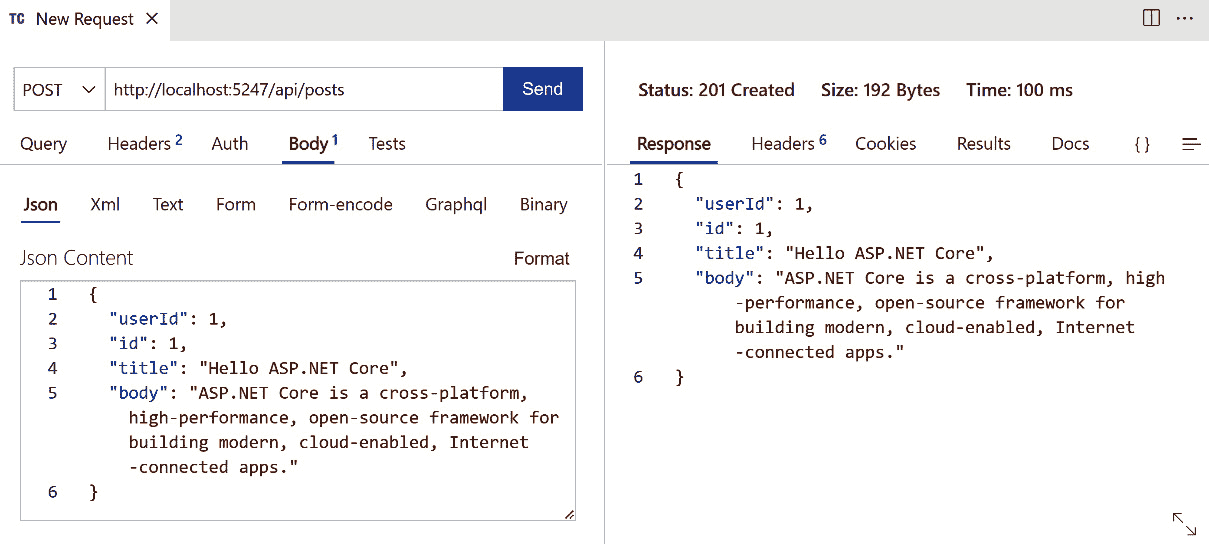 TC New Request
POST http://localhost:5247/api/posts Send
Query Headers 2 Auth Body 1 Tests
Json Xml Text Form Form-encode Graphql Binary
Json Content Format
1 {
2 "userId": 1,
3 "id": 1,
4 "title": "Hello ASP.NET Core",
5 "body": "ASP.NET Core is a cross-platform,
high-performance, open-source framework for
building modern, cloud-enabled, Internet
-connected apps."
6 }
Status: 201 Created Size: 192 Bytes Time: 100 ms
Response Headers 6 Cookies Results Docs { }
1 {
2 "userId": 1,
3 "id": 1,
4 "title": "Hello ASP.NET Core",
5 "body": "ASP.NET Core is a cross-platform, high
-performance, open-source framework for
building modern, cloud-enabled, Internet
-connected apps."
6 }